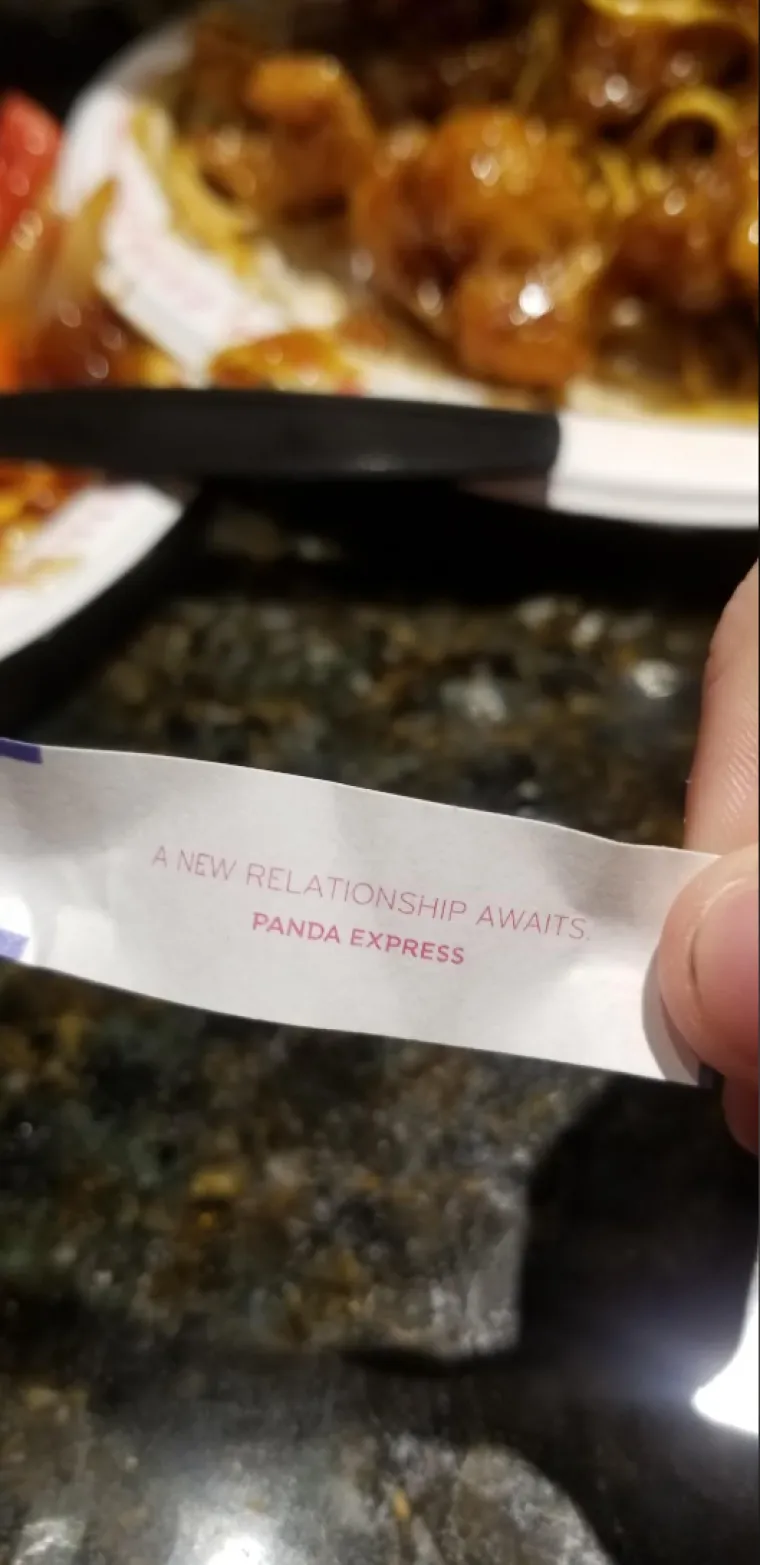 A NEW RELATIONSHIP AWAITS.
PANDA EXPRESS